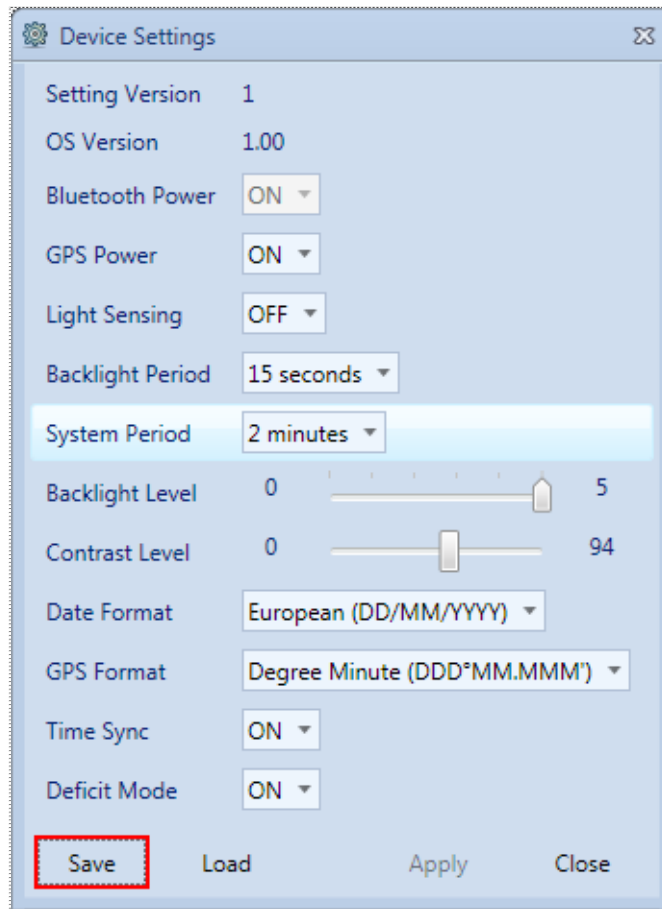 Device Settings
Setting Version 1
OS Version 1.00
Bluetooth Power ON
GPS Power ON
Light Sensing OFF
Backlight Period 15 seconds
System Period 2 minutes
Backlight Level 0 5
Contrast Level 0 94
Date Format European (DD/MM/YYYY)
GPS Format Degree Minute (DDD°MM.MMM')
Time Sync ON
Deficit Mode ON
Save Load Apply Close